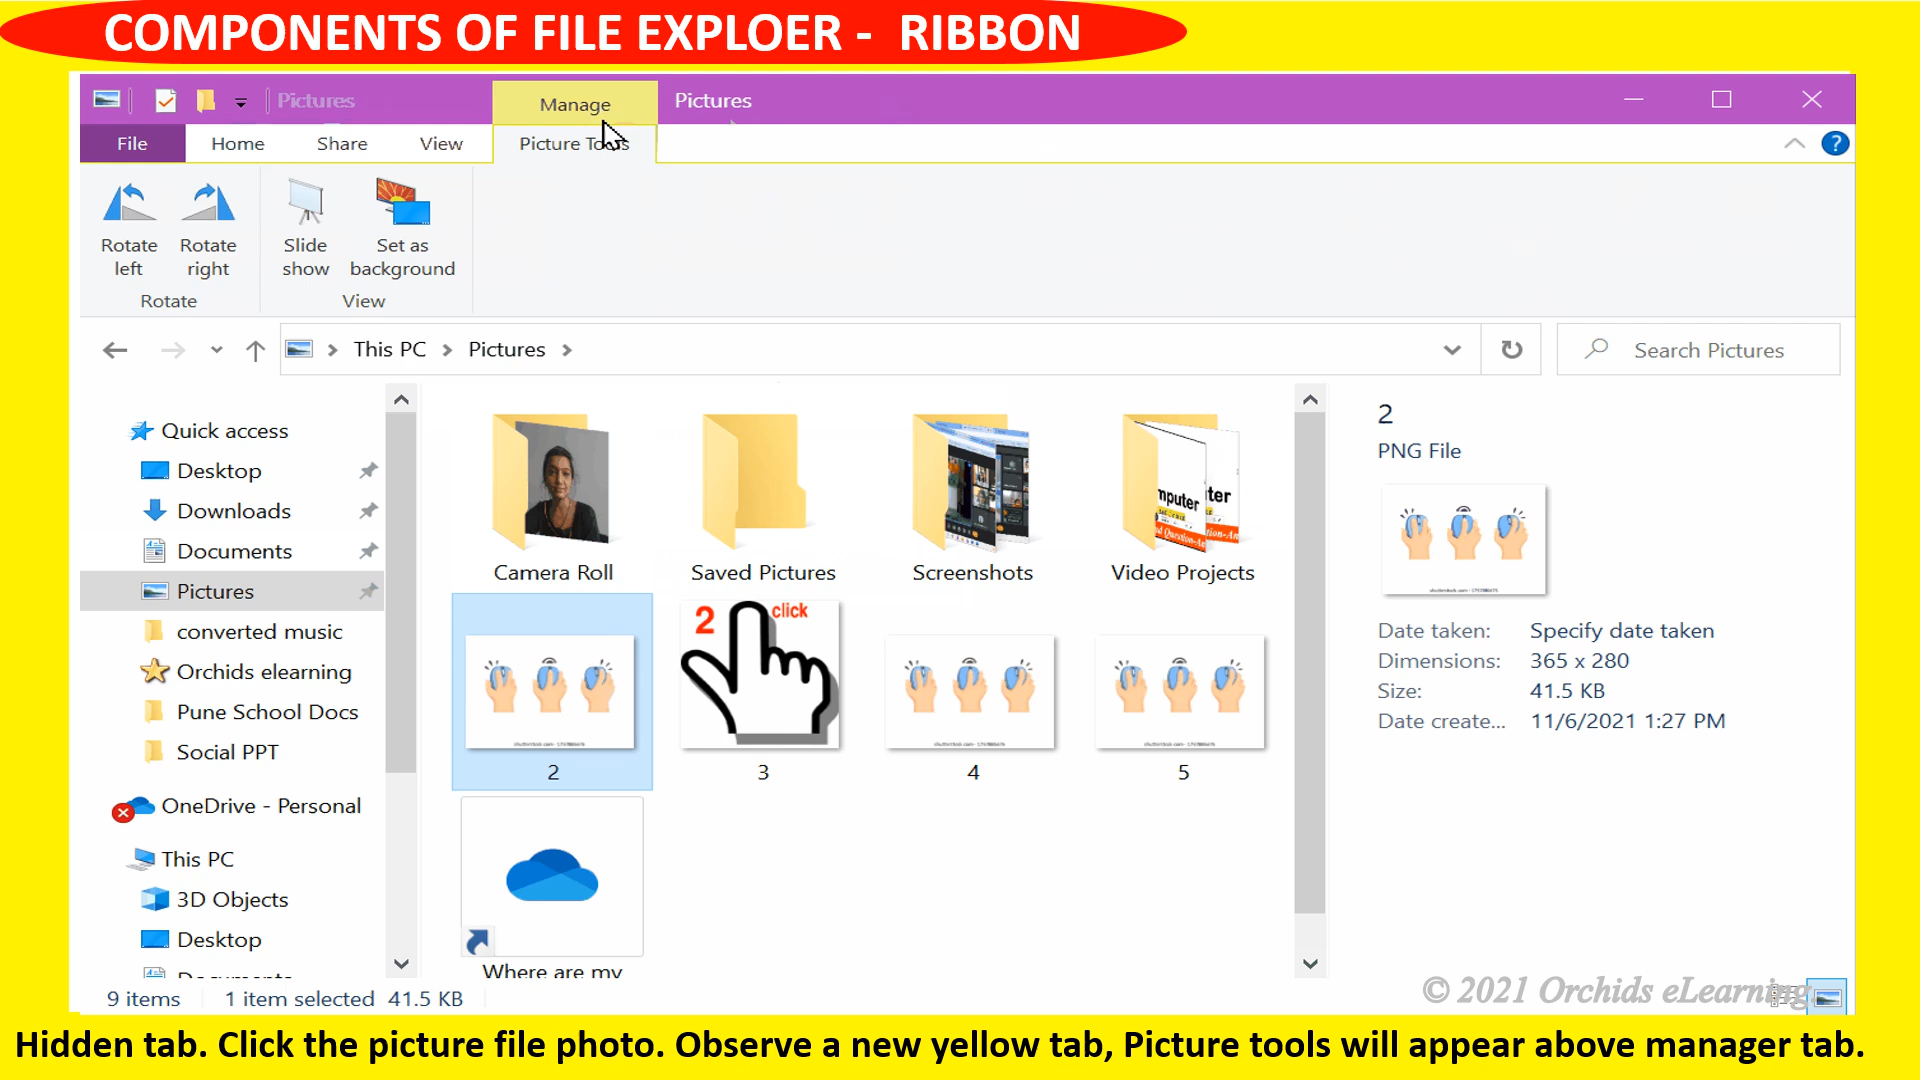 COMPONENTS OF FILE EXPLOER - RIBBON
Pictures
Manage
Pictures
File
Home
Share
View
Picture Tools
?
Rotate left
Rotate right
Slide show
Set as background
Rotate
View
This PC
Pictures
Search Pictures
Quick access
Desktop
Downloads
Documents
Pictures
converted music
Orchids elearning
Pune School Docs
Social PPT
OneDrive - Personal
This PC
3D Objects
Desktop
Documents
Camera Roll
Saved Pictures
Screenshots
Video Projects
2 click
2
3
4
5
Where are my
2
PNG File
Date taken: Specify date taken
Dimensions: 365 x 280
Size: 41.5 KB
Date create... 11/6/2021 1:27 PM
9 items
1 item selected 41.5 KB
© 2021 Orchids eLearning
Hidden tab. Click the picture file photo. Observe a new yellow tab, Picture tools will appear above manager tab.